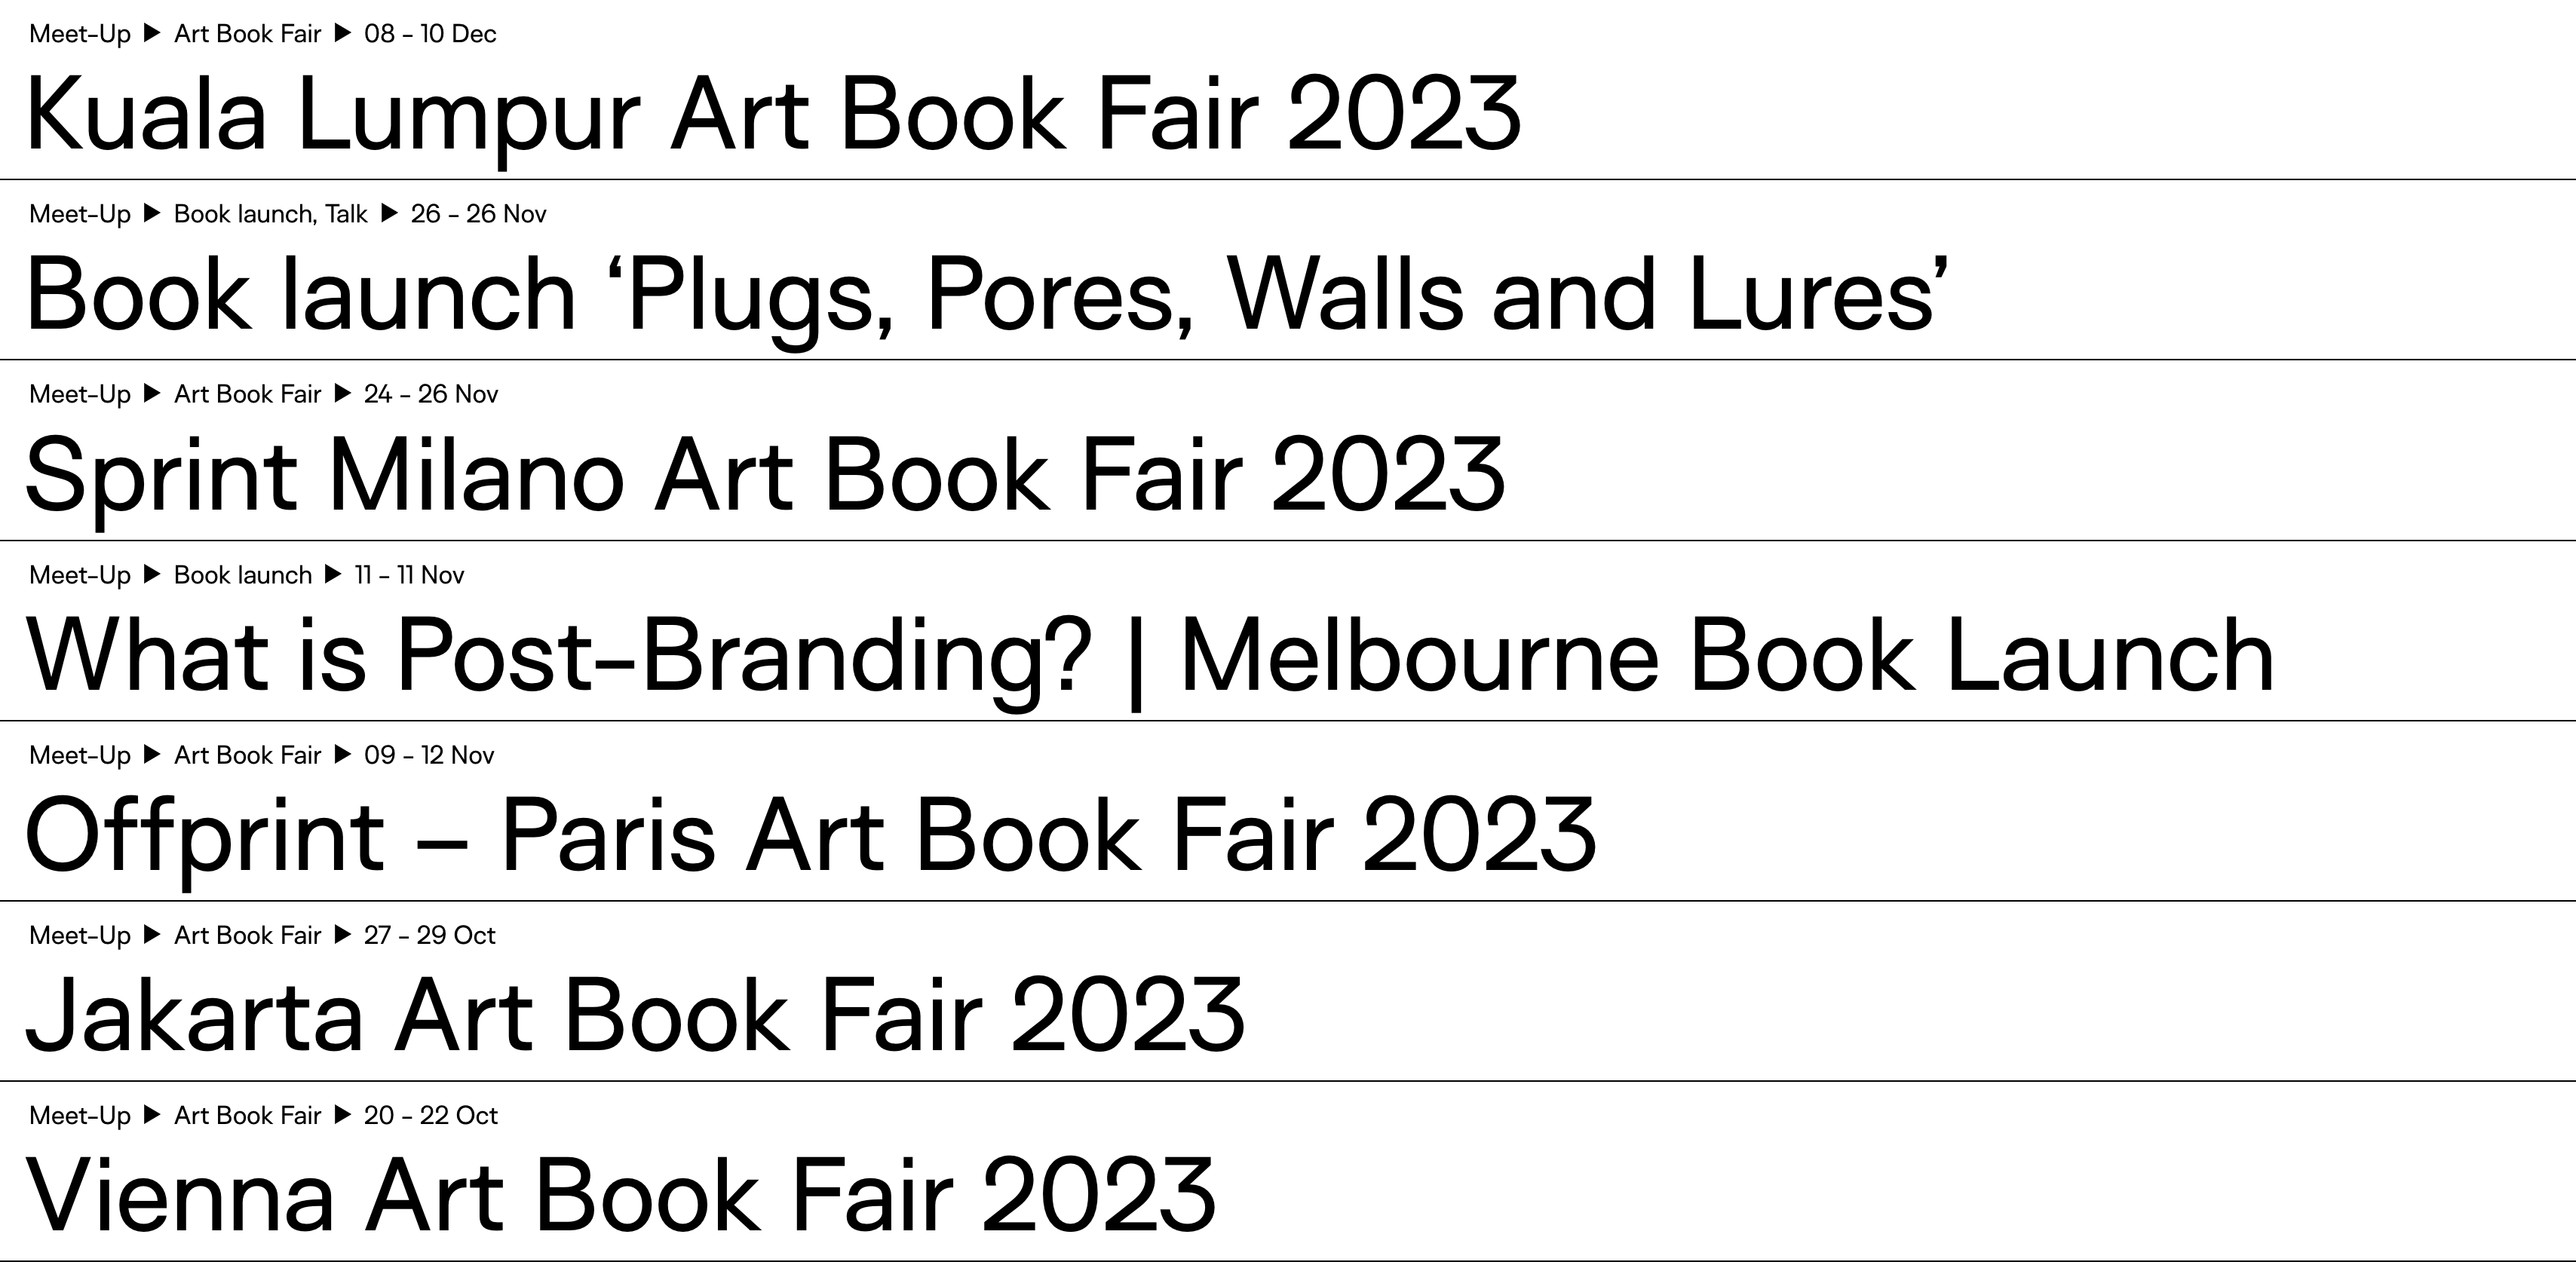 Meet-Up ▶ Art Book Fair ▶ 08 – 10 Dec
Kuala Lumpur Art Book Fair 2023
Meet-Up ▶ Book launch, Talk ▶ 26 – 26 Nov
Book launch ‘Plugs, Pores, Walls and Lures’
Meet-Up ▶ Art Book Fair ▶ 24 – 26 Nov
Sprint Milano Art Book Fair 2023
Meet-Up ▶ Book launch ▶ 11 – 11 Nov
What is Post-Branding? | Melbourne Book Launch
Meet-Up ▶ Art Book Fair ▶ 09 – 12 Nov
Offprint – Paris Art Book Fair 2023
Meet-Up ▶ Art Book Fair ▶ 27 – 29 Oct
Jakarta Art Book Fair 2023
Meet-Up ▶ Art Book Fair ▶ 20 – 22 Oct
Vienna Art Book Fair 2023